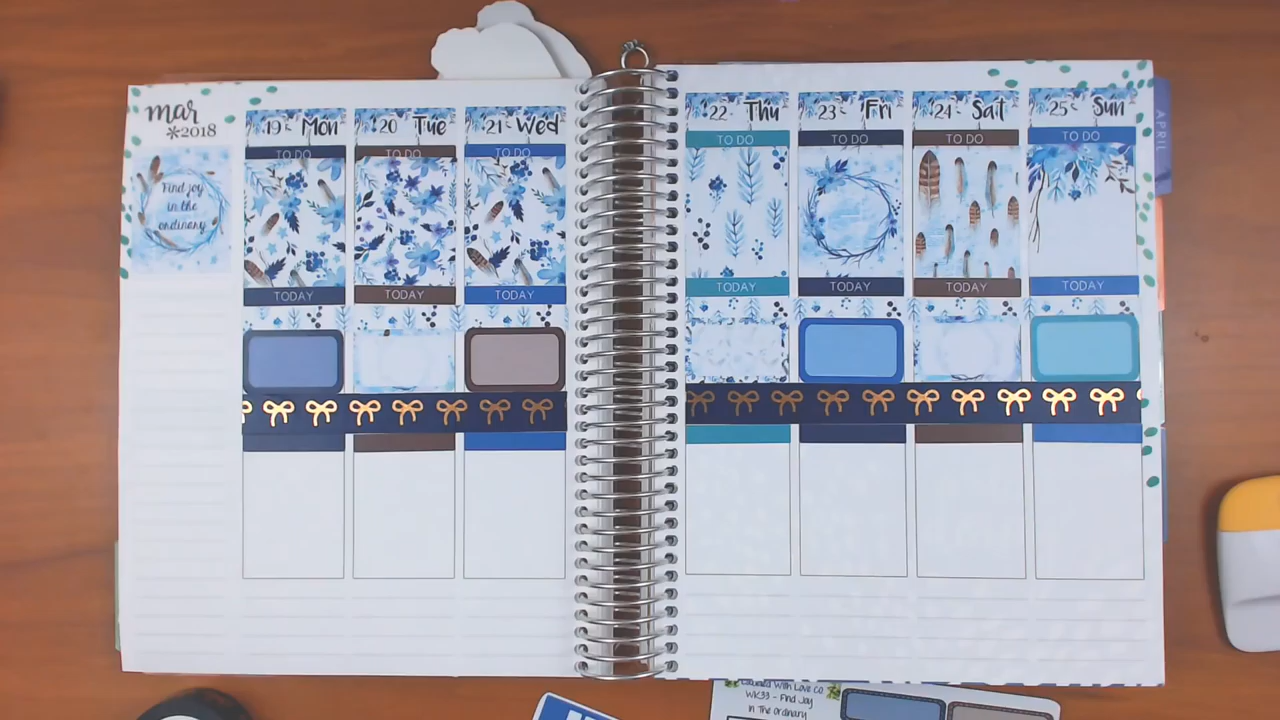 mar
*2018
Find joy
in the
ordinary
19 Mon
20 Tue
21 Wed
22 Thu
23 Fri
24 Sat
25 Sun
TO DO
TO DO
TO DO
TO DO
TO DO
TO DO
TO DO
TODAY
TODAY
TODAY
TODAY
TODAY
TODAY
TODAY
APRIL
With Love Co
WK33 - Find Joy
In The Ordinary